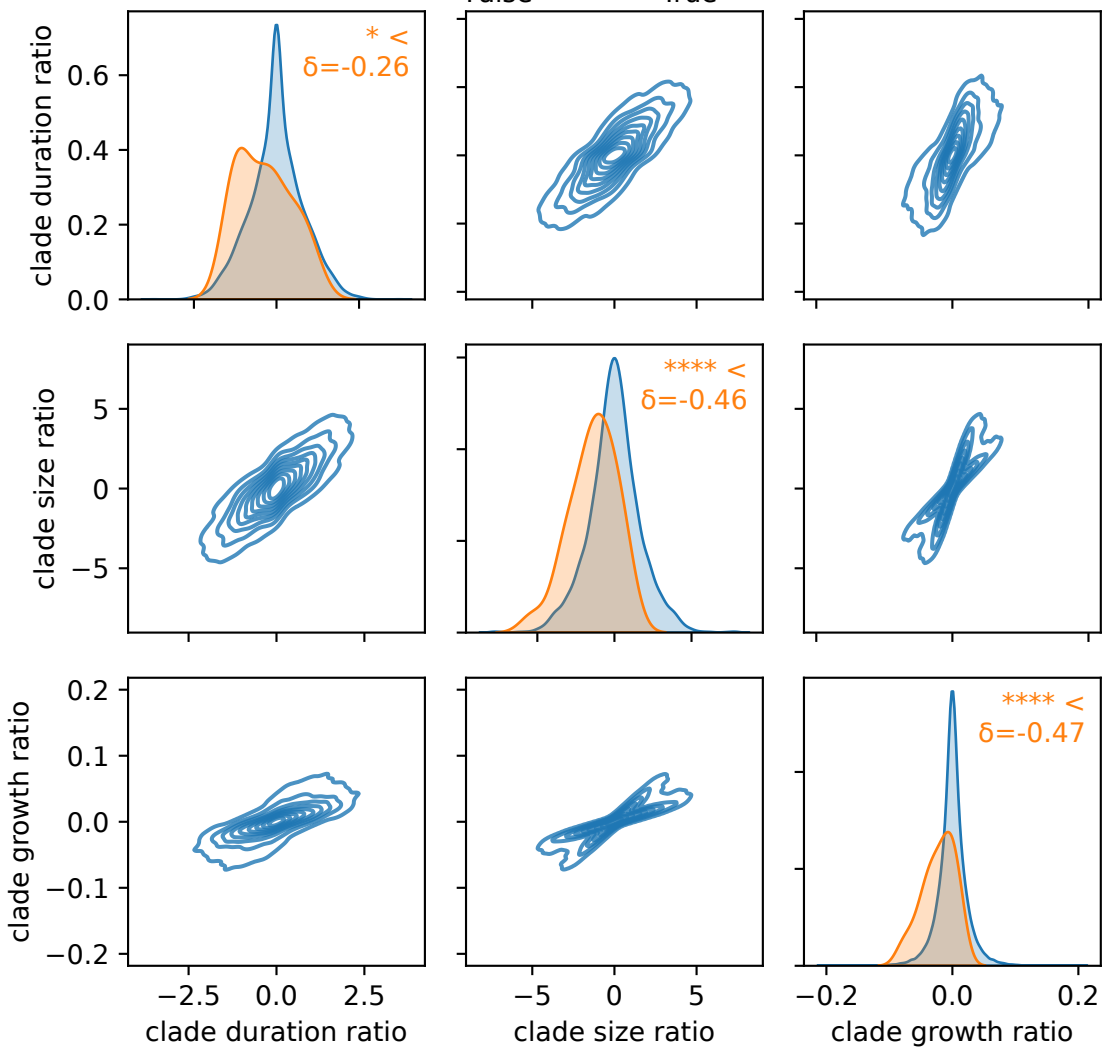 True
clade duration ratio
0.6
0.4
0.2
0.0
* <
δ=-0.26
clade size ratio
5
0
−5
**** <
δ=-0.46
clade growth ratio
0.2
0.1
0.0
−0.1
−0.2
**** <
δ=-0.47
−2.5 0.0 2.5
−5 0 5
−0.2 0.0 0.2
clade duration ratio
clade size ratio
clade growth ratio